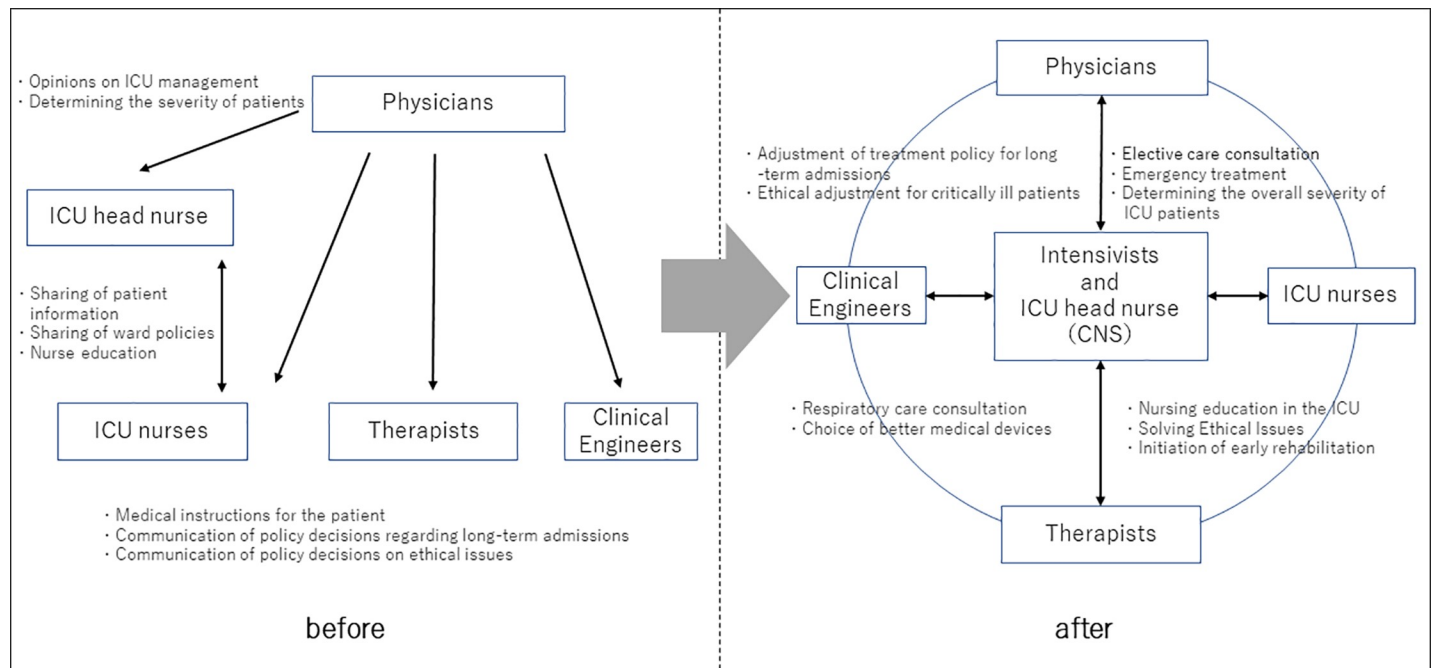 ・Opinions on ICU management
・Determining the severity of patients
Physicians
ICU head nurse
・Sharing of patient
information
・Sharing of ward policies
・Nurse education
ICU nurses
Therapists
Clinical
Engineers
・Medical instructions for the patient
・Communication of policy decisions regarding long-term admissions
・Communication of policy decisions on ethical issues
before
Physicians
・Adjustment of treatment policy for long
-term admissions
・Ethical adjustment for critically ill patients
・Elective care consultation
・Emergency treatment
・Determining the overall severity of
ICU patients
Clinical
Engineers
Intensivists
and
ICU head nurse
（CNS）
ICU nurses
・Respiratory care consultation
・Choice of better medical devices
・Nursing education in the ICU
・Solving Ethical Issues
・Initiation of early rehabilitation
Therapists
after